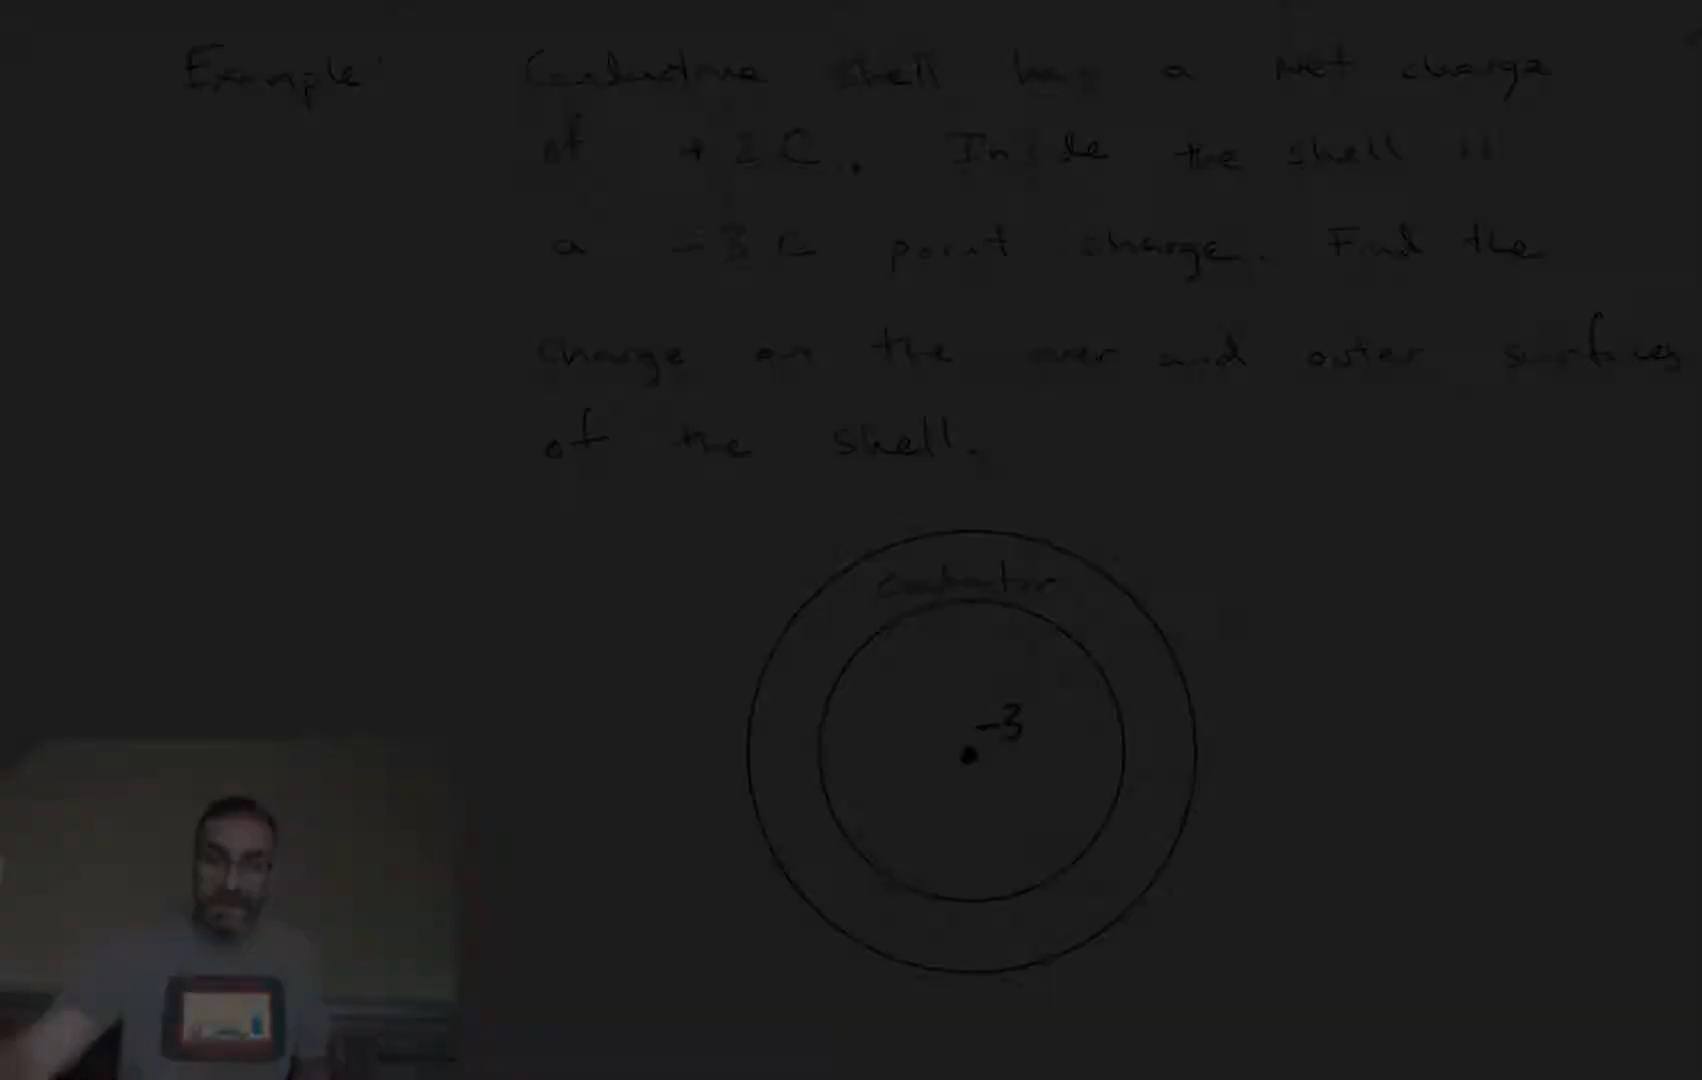 Example: Conductive shell has a net charge
of + 2 C. Inside the shell is
a - 3 C point charge. Find the
charge on the inner and outer surfaces
of the shell.
conductor
-3